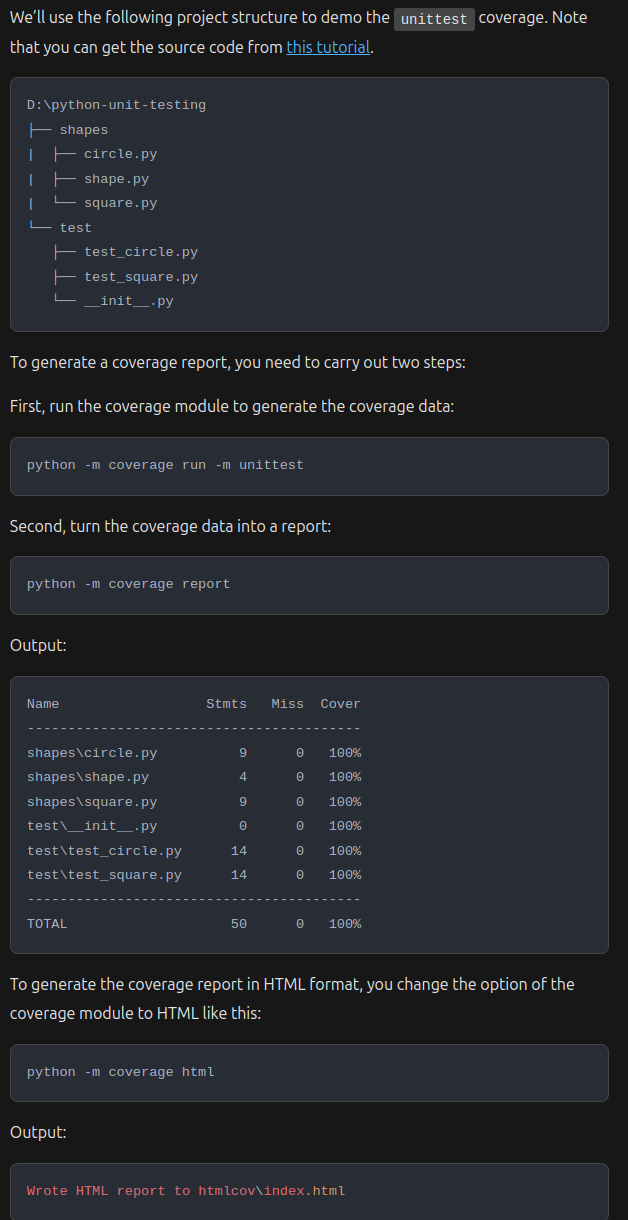 We'll use the following project structure to demo the unittest coverage. Note
that you can get the source code from this tutorial.
D:\python-unit-testing
├── shapes
|  ├── circle.py
|  ├── shape.py
|  └── square.py
└── test
   ├── test_circle.py
   ├── test_square.py
   └── __init__.py
To generate a coverage report, you need to carry out two steps:
First, run the coverage module to generate the coverage data:
python -m coverage run -m unittest
Second, turn the coverage data into a report:
python -m coverage report
Output:
Name                  Stmts   Miss  Cover
-----------------------------------------
shapes\circle.py          9      0   100%
shapes\shape.py           4      0   100%
shapes\square.py          9      0   100%
test\__init__.py          0      0   100%
test\test_circle.py      14      0   100%
test\test_square.py      14      0   100%
-----------------------------------------
TOTAL                    50      0   100%
To generate the coverage report in HTML format, you change the option of the
coverage module to HTML like this:
python -m coverage html
Output:
Wrote HTML report to htmlcov\index.html